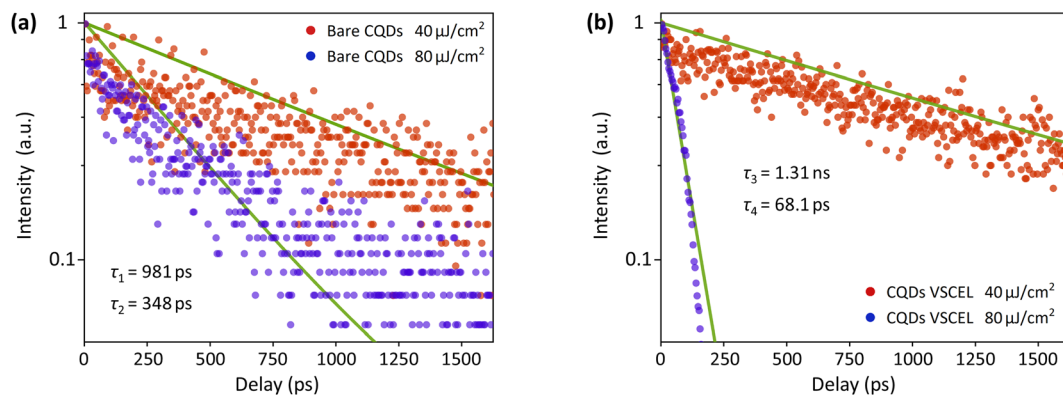 (a)
Intensity (a.u.)
1
0.1
Bare CQDs 40 µJ/cm²
Bare CQDs 80 µJ/cm²
τ₁ = 981 ps
τ₂ = 348 ps
0 250 500 750 1000 1250 1500
Delay (ps)
(b)
Intensity (a.u.)
1
0.1
τ₃ = 1.31 ns
τ₄ = 68.1 ps
CQDs VSCEL 40 µJ/cm²
CQDs VSCEL 80 µJ/cm²
0 250 500 750 1000 1250 1500
Delay (ps)